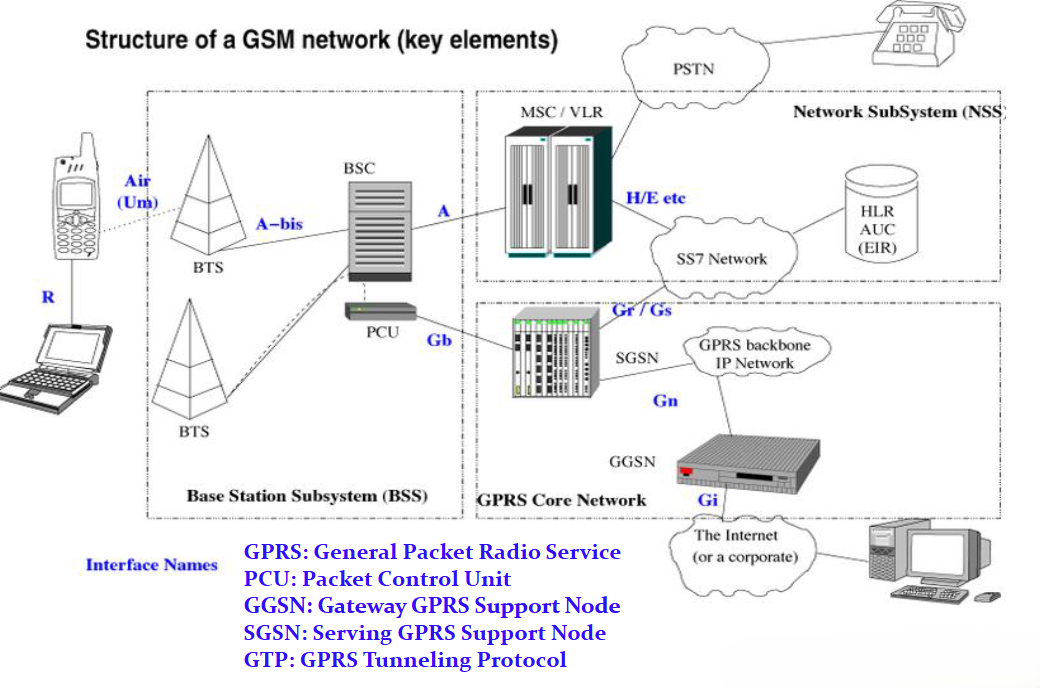 Structure of a GSM network (key elements)
PSTN
MSC / VLR
Network SubSystem (NSS)
BSC
Air
(Um)
A
H/E etc
HLR
AUC
(EIR)
A-bis
SS7 Network
BTS
R
Gr / Gs
PCU
Gb
SGSN
GPRS backbone
IP Network
Gn
BTS
GGSN
Base Station Subsystem (BSS)
GPRS Core Network
Gi
The Internet
(or a corporate)
Interface Names
GPRS: General Packet Radio Service
PCU: Packet Control Unit
GGSN: Gateway GPRS Support Node
SGSN: Serving GPRS Support Node
GTP: GPRS Tunneling Protocol